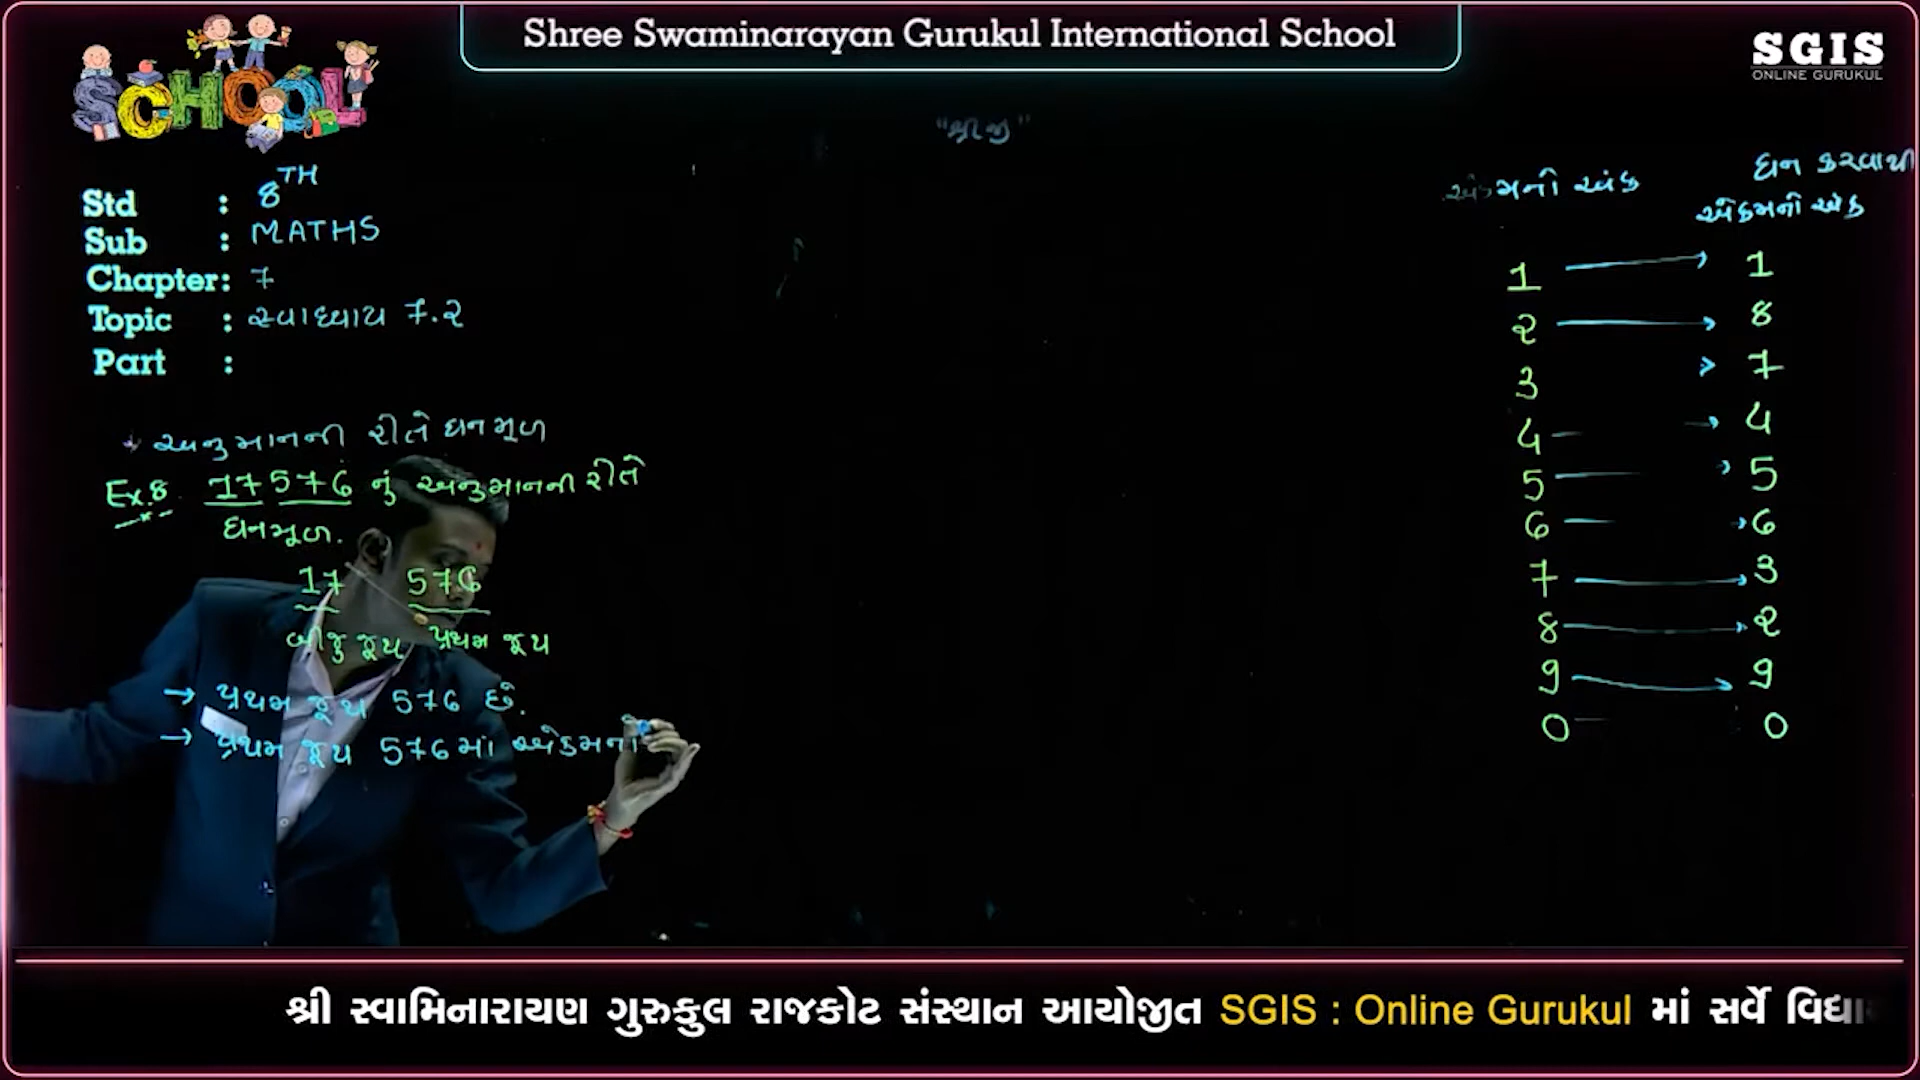 Shree Swaminarayan Gurukul International School
SCHOOL
SGIS
ONLINE GURUKUL
"શ્રીજી"
Std : 8TH
Sub : MATHS
Chapter: 7
Topic : સ્વાધ્યાય 7.2
Part :
અનુમાનની રીતે ઘનમૂળ
Ex.8 17576 નું અનુમાનની રીતે
ઘનમૂળ.
17 576
બીજુ જૂથ પ્રથમ જૂથ
→ પ્રથમ જૂથ 576 છે.
→ પ્રથમ જૂથ 576માં એકમનો
એકમનો અંક
ઘન કરવાથી
એકમનો અંક
1 → 1
૨ → 8
3 > 7
4 → 4
5 → 5
6 → 6
7 → 3
8 → ૨
9 → 9
0 0
શ્રી સ્વામિનારાયણ ગુરુકુલ રાજકોટ સંસ્થાન આયોજીત SGIS : Online Gurukul માં સર્વે